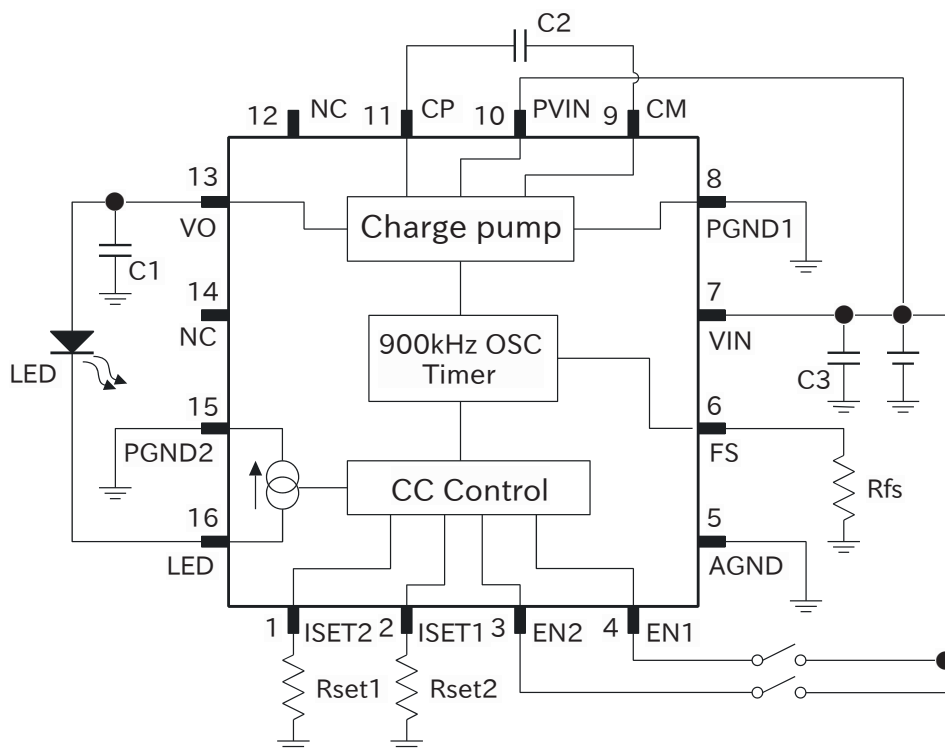 C2
12
NC
11
CP
10
PVIN
9
CM
13
VO
C1
14
NC
LED
15
PGND2
16
LED
Charge pump
900kHz OSC
Timer
CC Control
8
PGND1
7
VIN
C3
6
FS
Rfs
5
AGND
1
ISET2
2
ISET1
3
EN2
4
EN1
Rset1
Rset2